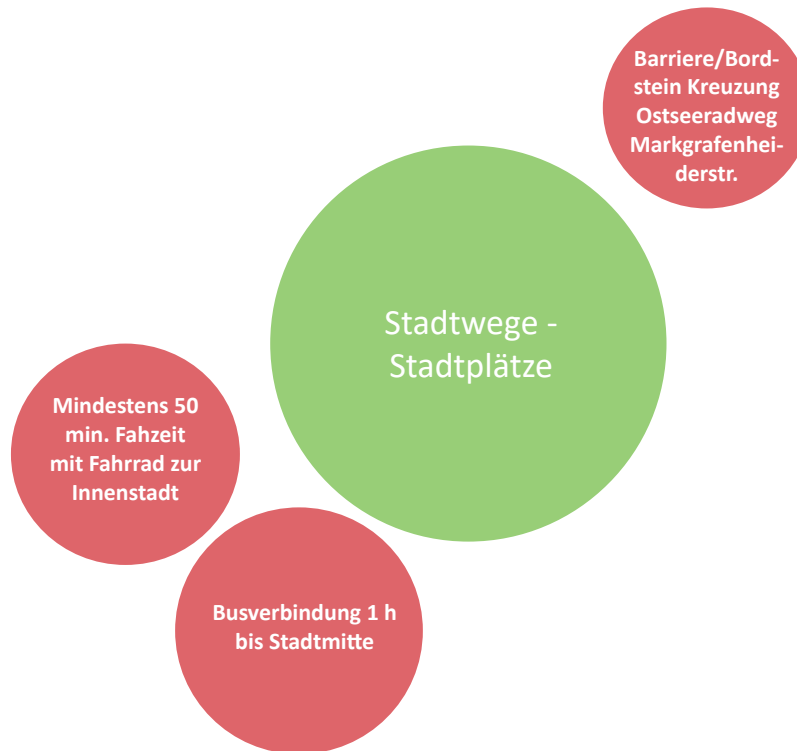 Barriere/Bord-
stein Kreuzung
Ostseeradweg
Markgrafenhei-
derstr.
Stadtwege -
Stadtplätze
Mindestens 50
min. Fahzeit
mit Fahrrad zur
Innenstadt
Busverbindung 1 h
bis Stadtmitte